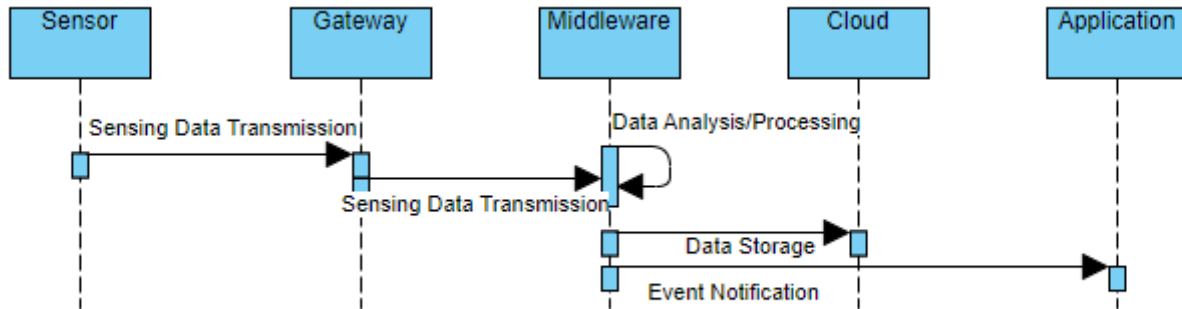 Sensor
Gateway
Middleware
Cloud
Application
Sensing Data Transmission
Data Analysis/Processing
Sensing Data Transmission
Data Storage
Event Notification